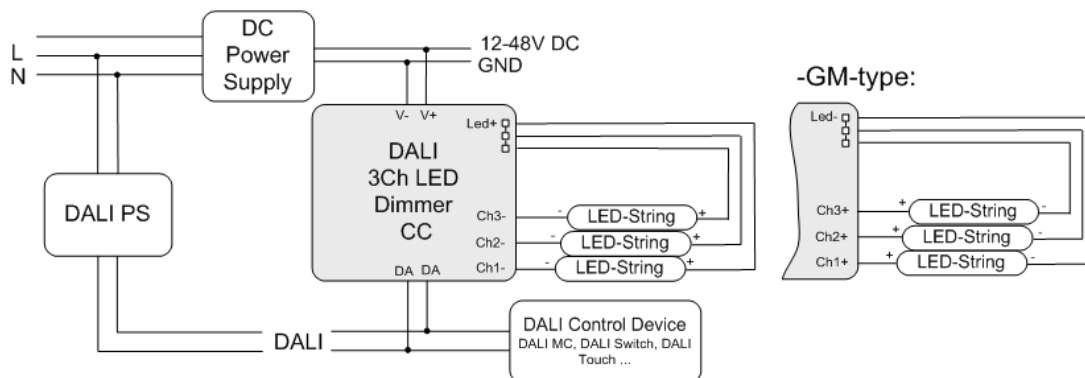 L
N
DC
Power
Supply
12-48V DC
GND
V- V+
Led+
DALI
3Ch LED
Dimmer
CC
Ch3-
- LED-String +
Ch2-
- LED-String +
Ch1-
- LED-String +
DA DA
DALI PS
DALI
DALI Control Device
DALI MC, DALI Switch, DALI
Touch ...
-GM-type:
Led-
Ch3+
+ LED-String -
Ch2+
+ LED-String -
Ch1+
+ LED-String -